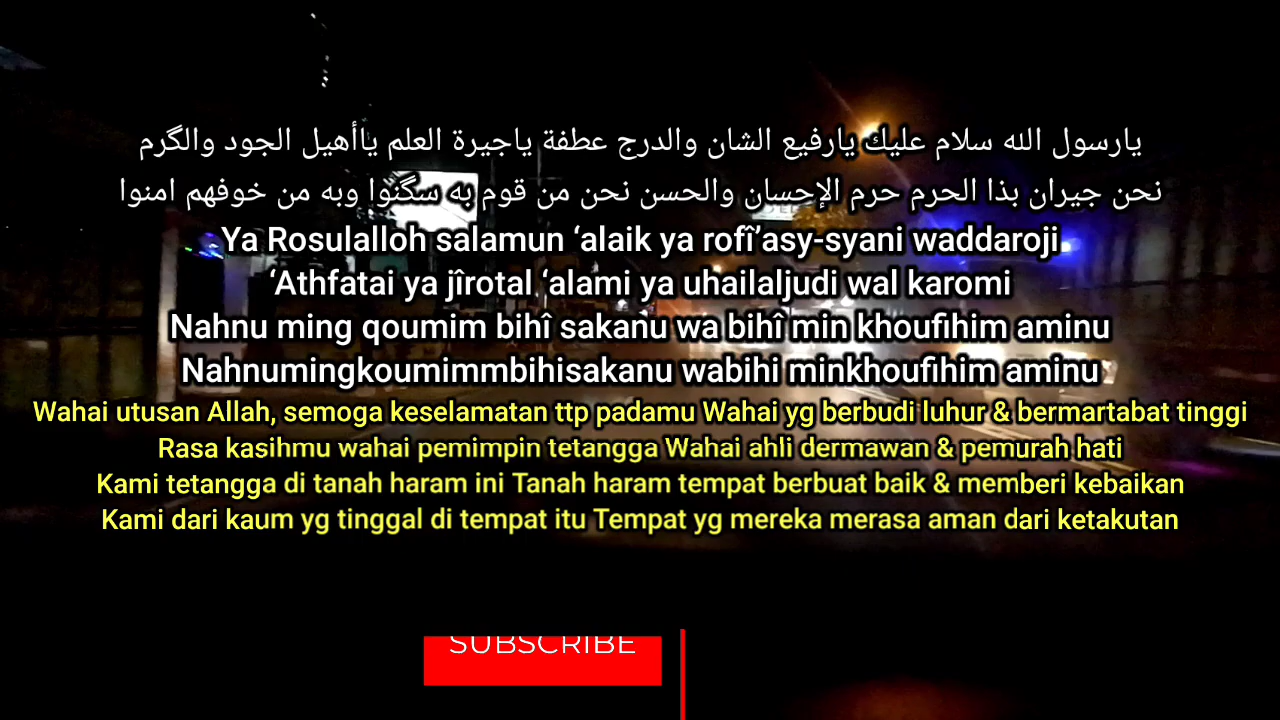 يارسول الله سلام عليك يارفيع الشان والدرج عطفة ياجيرة العلم ياأهيل الجود والگرم
نحن جيران بذا الحرم حرم الإحسان والحسن نحن من قوم به سگنوا وبه من خوفهم امنوا
Ya Rosulalloh salamun ‘alaik ya rofî’asy-syani waddaroji
‘Athfatai ya jîrotal ‘alami ya uhailaljudi wal karomi
Nahnu ming qoumim bihî sakanu wa bihî min khoufihim aminu
Nahnumingkoumimmbihisakanu wabihi minkhoufihim aminu
Wahai utusan Allah, semoga keselamatan ttp padamu Wahai yg berbudi luhur & bermartabat tinggi
Rasa kasihmu wahai pemimpin tetangga Wahai ahli dermawan & pemurah hati
Kami tetangga di tanah haram ini Tanah haram tempat berbuat baik & memberi kebaikan
Kami dari kaum yg tinggal di tempat itu Tempat yg mereka merasa aman dari ketakutan
SUBSCRIBE